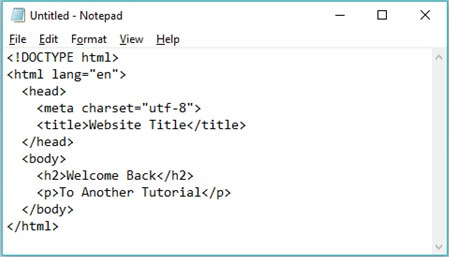 Untitled - Notepad
File Edit Format View Help
<!DOCTYPE html>
<html lang="en">
  <head>
    <meta charset="utf-8">
    <title>Website Title</title>
  </head>
  <body>
    <h2>Welcome Back</h2>
    <p>To Another Tutorial</p>
  </body>
</html>